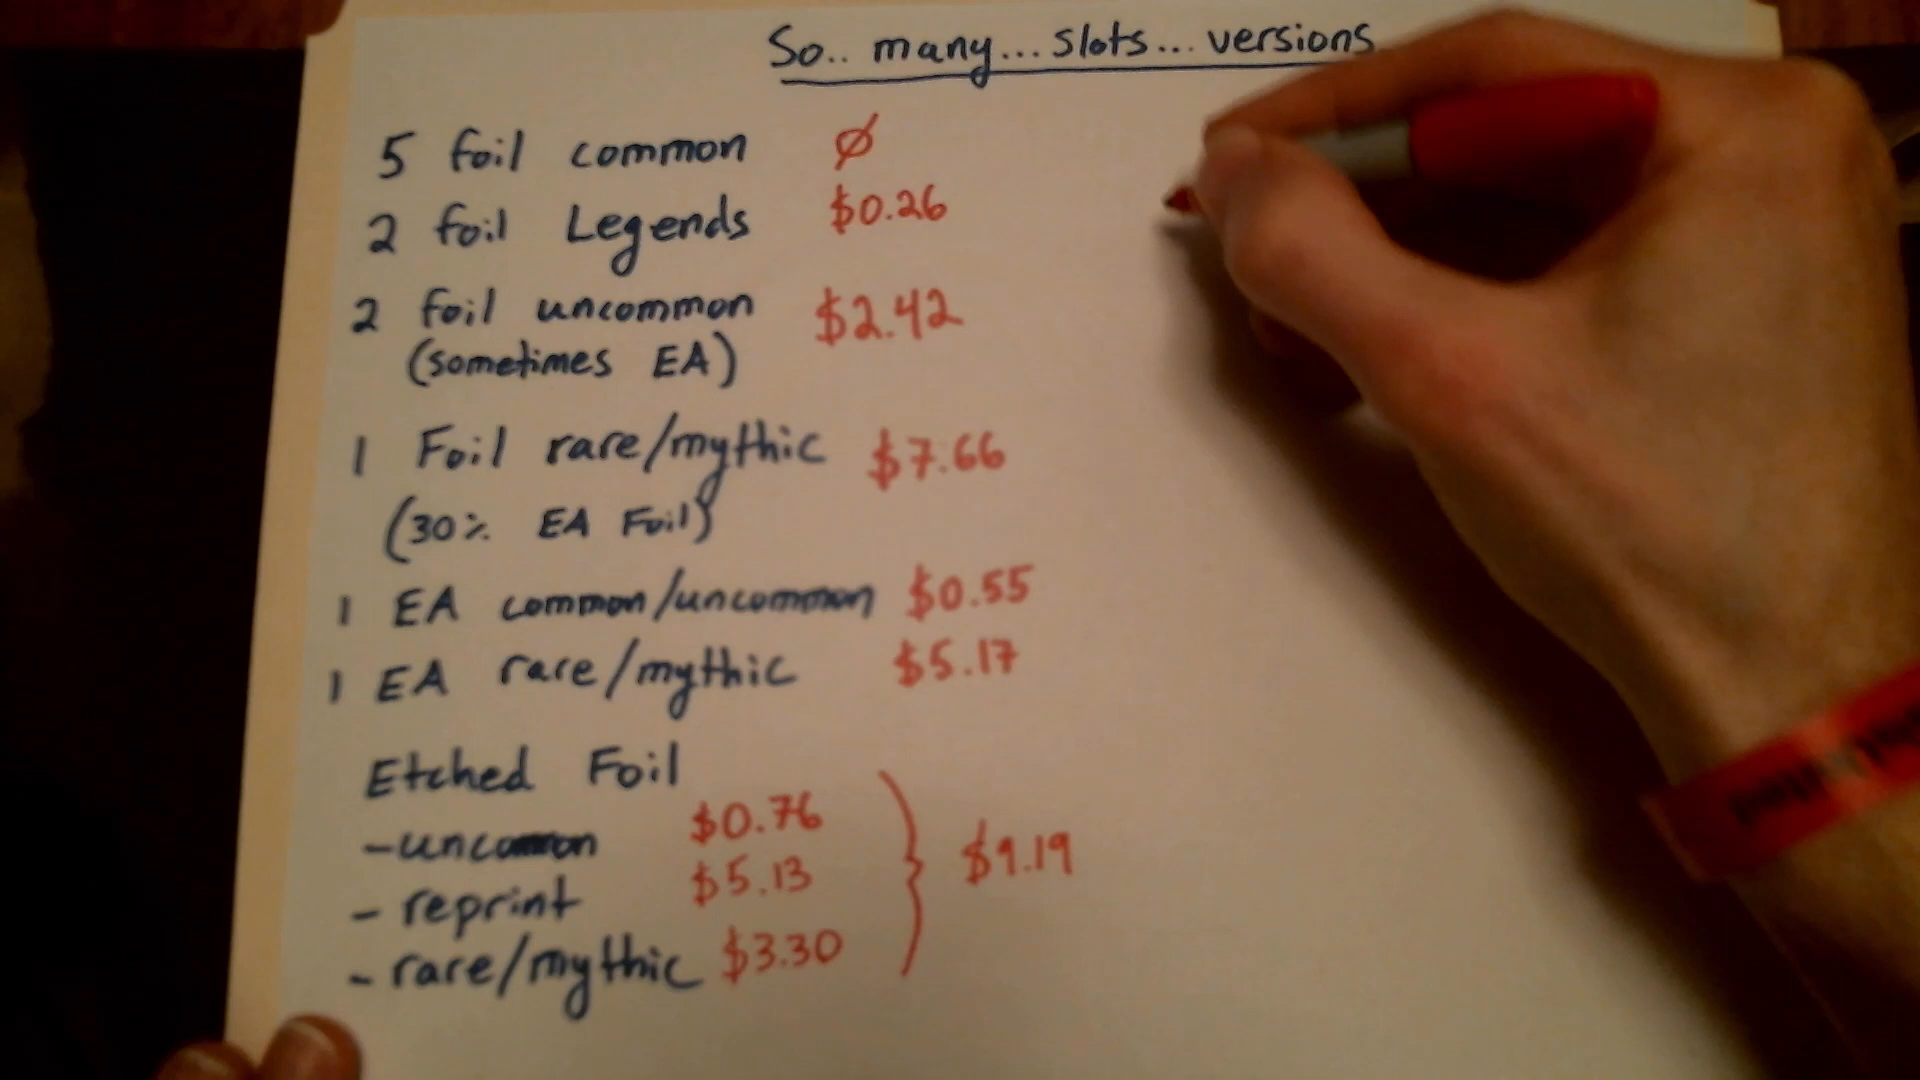 So.. many... slots... versions
5 foil common Ø
2 foil Legends $0.26
2 foil uncommon $2.42
(sometimes EA)
1 Foil rare/mythic $7.66
(30% EA Foil)
1 EA common/uncommon $0.55
1 EA rare/mythic $5.17
Etched Foil
-uncommon $0.76
- reprint $5.13
- rare/mythic $3.30
$9.19